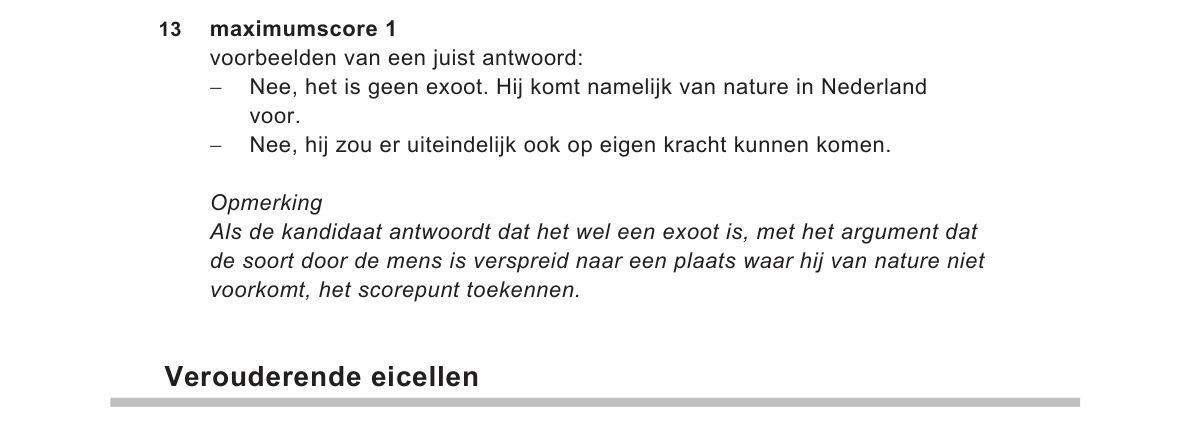 13 maximumscore 1
voorbeelden van een juist antwoord:
− Nee, het is geen exoot. Hij komt namelijk van nature in Nederland
voor.
− Nee, hij zou er uiteindelijk ook op eigen kracht kunnen komen.
Opmerking
Als de kandidaat antwoordt dat het wel een exoot is, met het argument dat
de soort door de mens is verspreid naar een plaats waar hij van nature niet
voorkomt, het scorepunt toekennen.
Verouderende eicellen